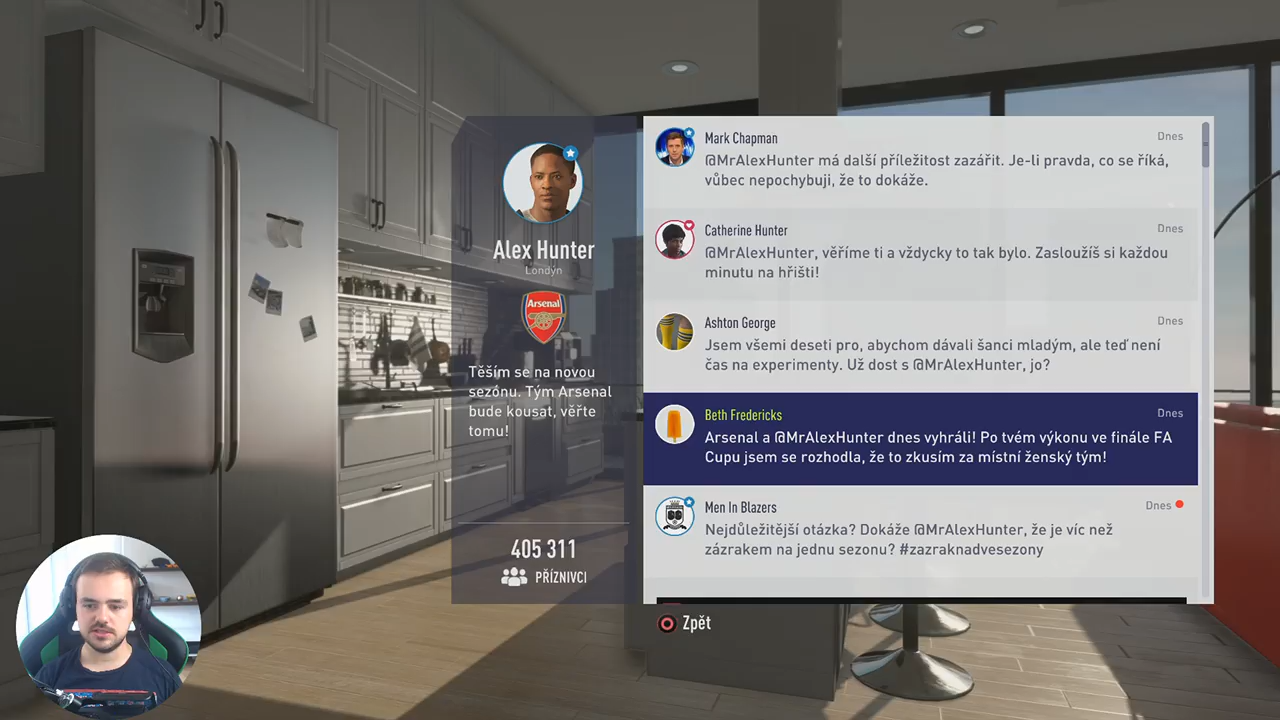 Alex Hunter
Londýn
Arsenal
Těším se na novou
sezónu. Tým Arsenal
bude kousat, věřte
tomu!
405 311
PŘÍZNIVCI
Mark Chapman
Dnes
@MrAlexHunter má další příležitost zazářit. Je-li pravda, co se říká,
vůbec nepochybuji, že to dokáže.
Catherine Hunter
Dnes
@MrAlexHunter, věříme ti a vždycky to tak bylo. Zasloužíš si každou
minutu na hřišti!
Ashton George
Dnes
Jsem všemi deseti pro, abychom dávali šanci mladým, ale teď není
čas na experimenty. Už dost s @MrAlexHunter, jo?
Beth Fredericks
Dnes
Arsenal a @MrAlexHunter dnes vyhráli! Po tvém výkonu ve finále FA
Cupu jsem se rozhodla, že to zkusím za místní ženský tým!
Men In Blazers
Dnes
Nejdůležitější otázka? Dokáže @MrAlexHunter, že je víc než
zázrakem na jednu sezonu? #zazraknadvesezony
Zpět